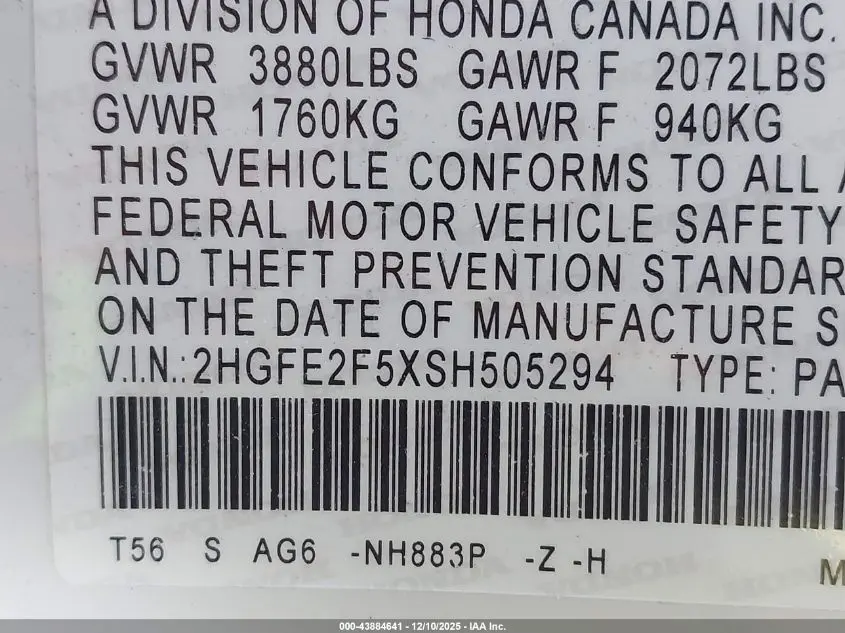 A DIVISION OF HONDA CANADA INC.
GVWR 3880LBS GAWR F 2072LBS
GVWR 1760KG GAWR F 940KG
THIS VEHICLE CONFORMS TO ALL
FEDERAL MOTOR VEHICLE SAFETY
AND THEFT PREVENTION STANDAR
ON THE DATE OF MANUFACTURE S
V.I.N.:2HGFE2F5XSH505294 TYPE: PA
T56 S AG6 -NH883P -Z -H
M
000-43884641 - 12/10/2025 - IAA Inc.